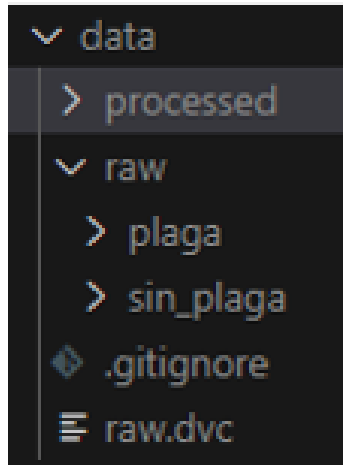 data
processed
raw
plaga
sin_plaga
.gitignore
raw.dvc